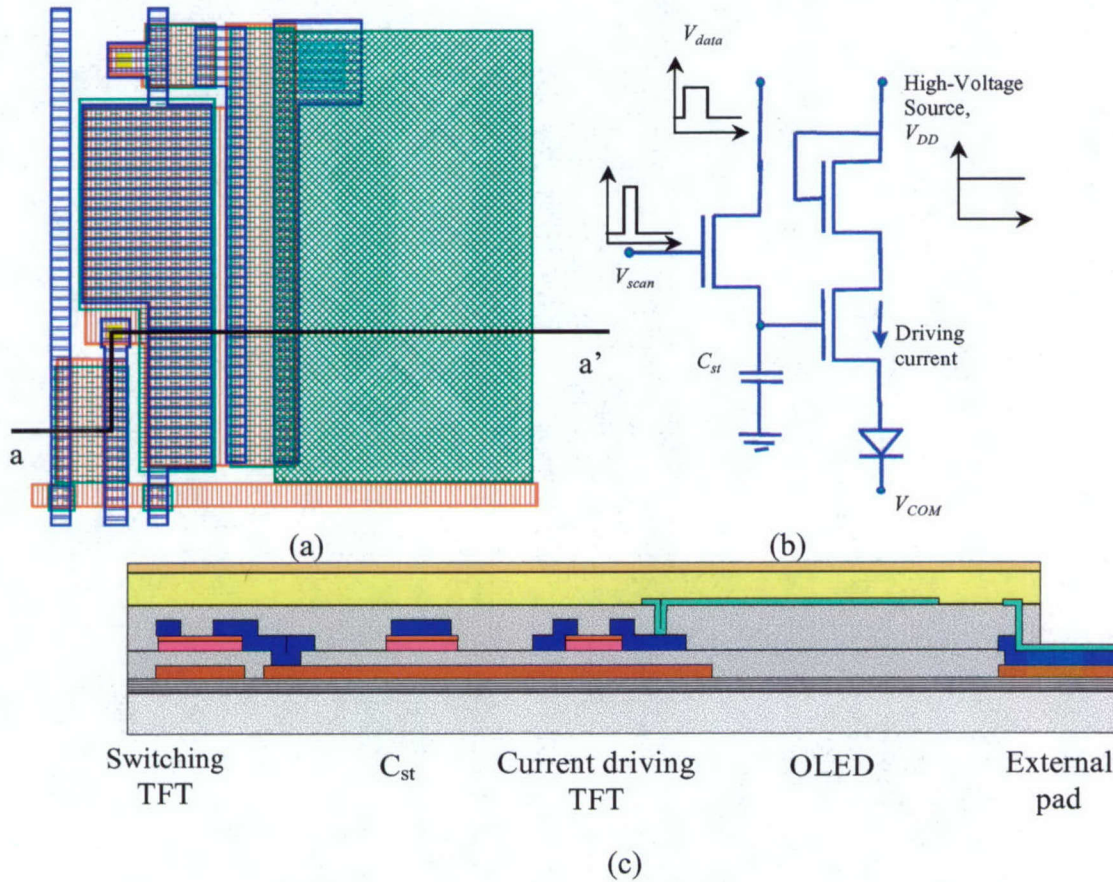 a
a’
(a)
V_data
High-Voltage
Source,
V_DD
V_scan
C_st
Driving
current
V_COM
(b)
Switching
TFT
C_st
Current driving
TFT
OLED
External
pad
(c)